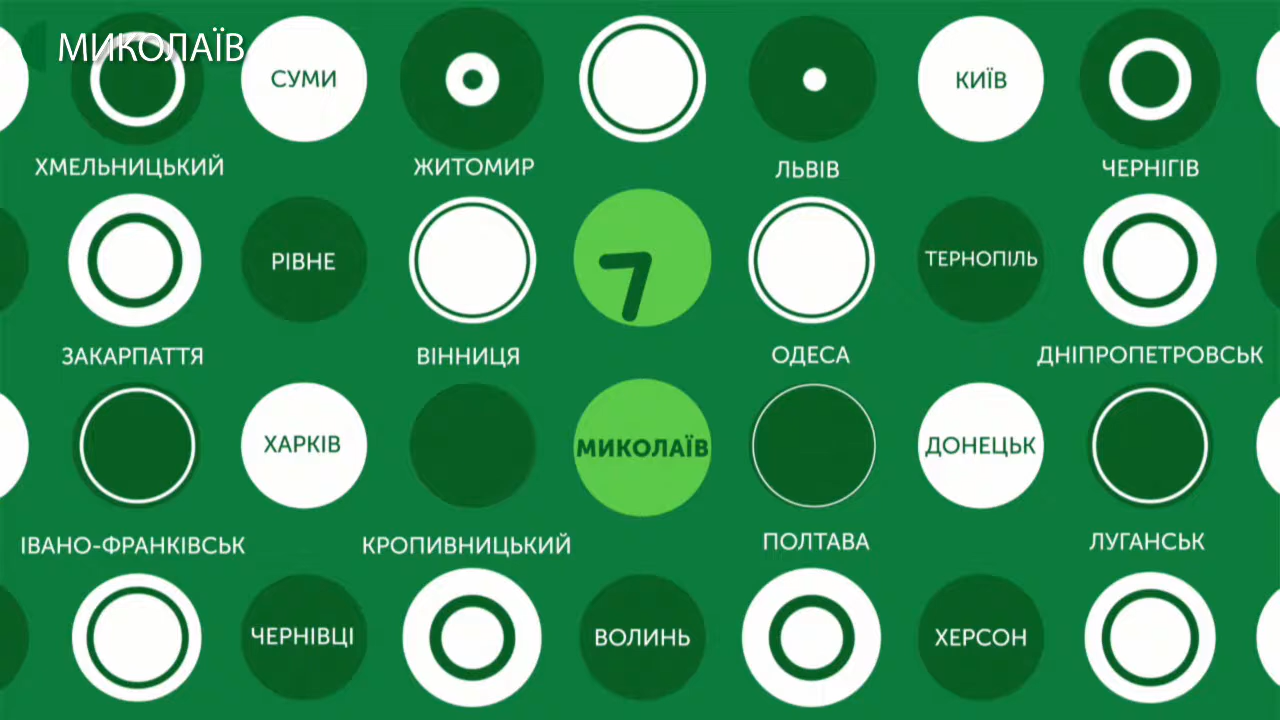 МИКОЛАЇВ
СУМИ
КИЇВ
ХМЕЛЬНИЦЬКИЙ
ЖИТОМИР
ЛЬВІВ
ЧЕРНІГІВ
РІВНЕ
ТЕРНОПІЛЬ
ЗАКАРПАТТЯ
ВІННИЦЯ
ОДЕСА
ДНІПРОПЕТРОВСЬК
ХАРКІВ
МИКОЛАЇВ
ДОНЕЦЬК
ІВАНО-ФРАНКІВСЬК
КРОПИВНИЦЬКИЙ
ПОЛТАВА
ЛУГАНСЬК
ЧЕРНІВЦІ
ВОЛИНЬ
ХЕРСОН